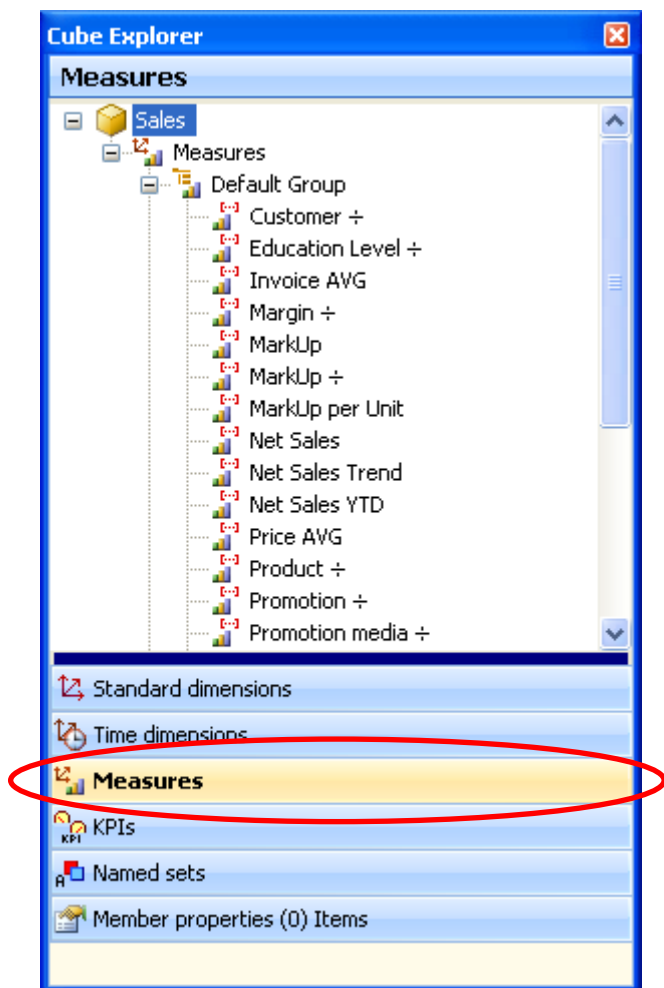 Cube Explorer
Measures
Sales
Measures
Default Group
Customer ÷
Education Level ÷
Invoice AVG
Margin ÷
MarkUp
MarkUp ÷
MarkUp per Unit
Net Sales
Net Sales Trend
Net Sales YTD
Price AVG
Product ÷
Promotion ÷
Promotion media ÷
Standard dimensions
Time dimensions
Measures
KPI KPIs
A Named sets
Member properties (0) Items